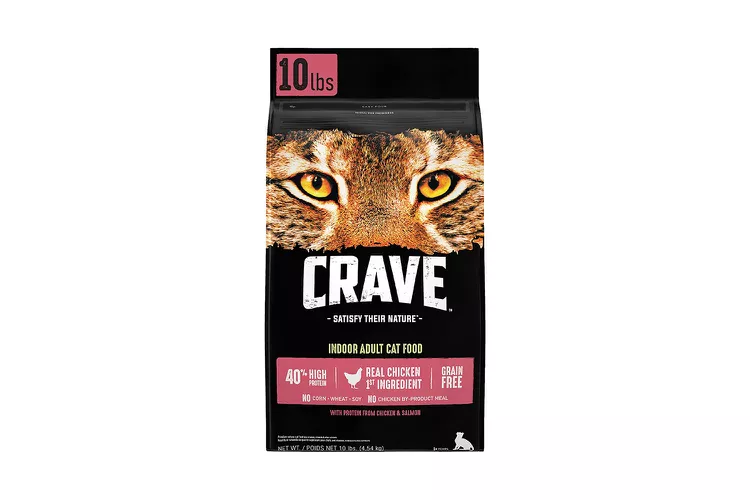 10lbs
CRAVE
- SATISFY THEIR NATURE -
INDOOR ADULT CAT FOOD
40% HIGH PROTEIN
REAL CHICKEN 1ST INGREDIENT
GRAIN FREE
NO CORN • WHEAT • SOY NO CHICKEN BY-PRODUCT MEAL
WITH PROTEIN FROM CHICKEN & SALMON
NET WT. / POIDS NET 10 lbs. (4,54 kg)